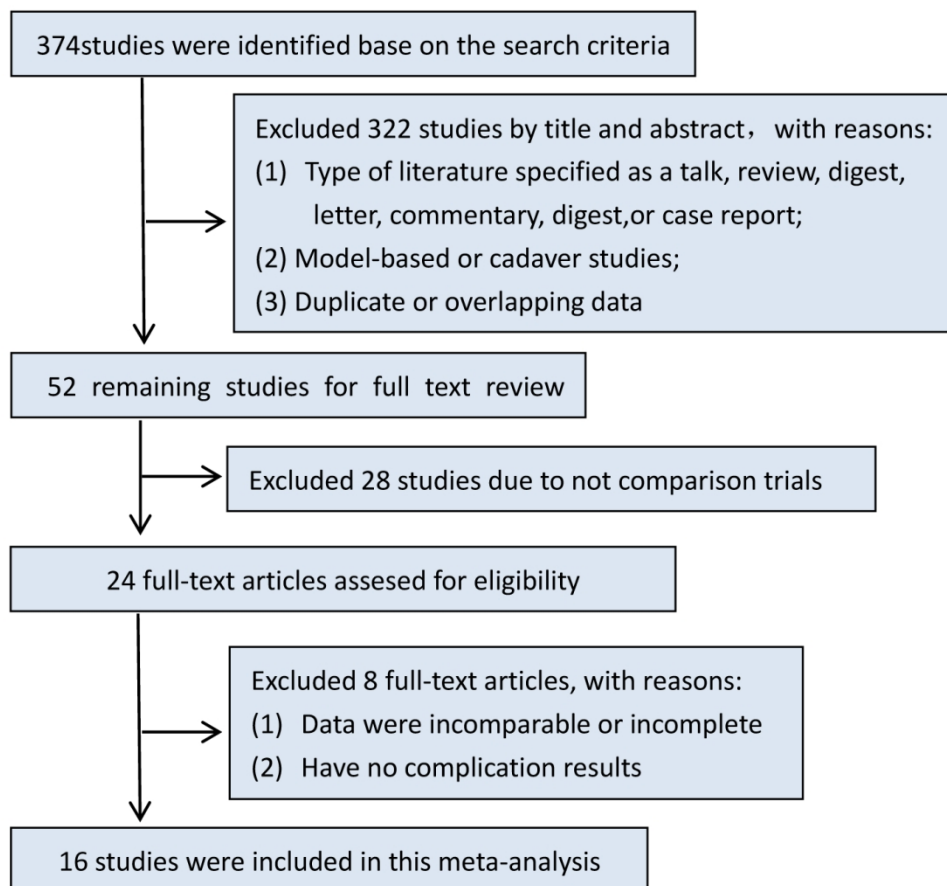 374studies were identified base on the search criteria
Excluded 322 studies by title and abstract，with reasons:
(1) Type of literature specified as a talk, review, digest,
letter, commentary, digest,or case report;
(2) Model-based or cadaver studies;
(3) Duplicate or overlapping data
52 remaining studies for full text review
Excluded 28 studies due to not comparison trials
24 full-text articles assesed for eligibility
Excluded 8 full-text articles, with reasons:
(1) Data were incomparable or incomplete
(2) Have no complication results
16 studies were included in this meta-analysis